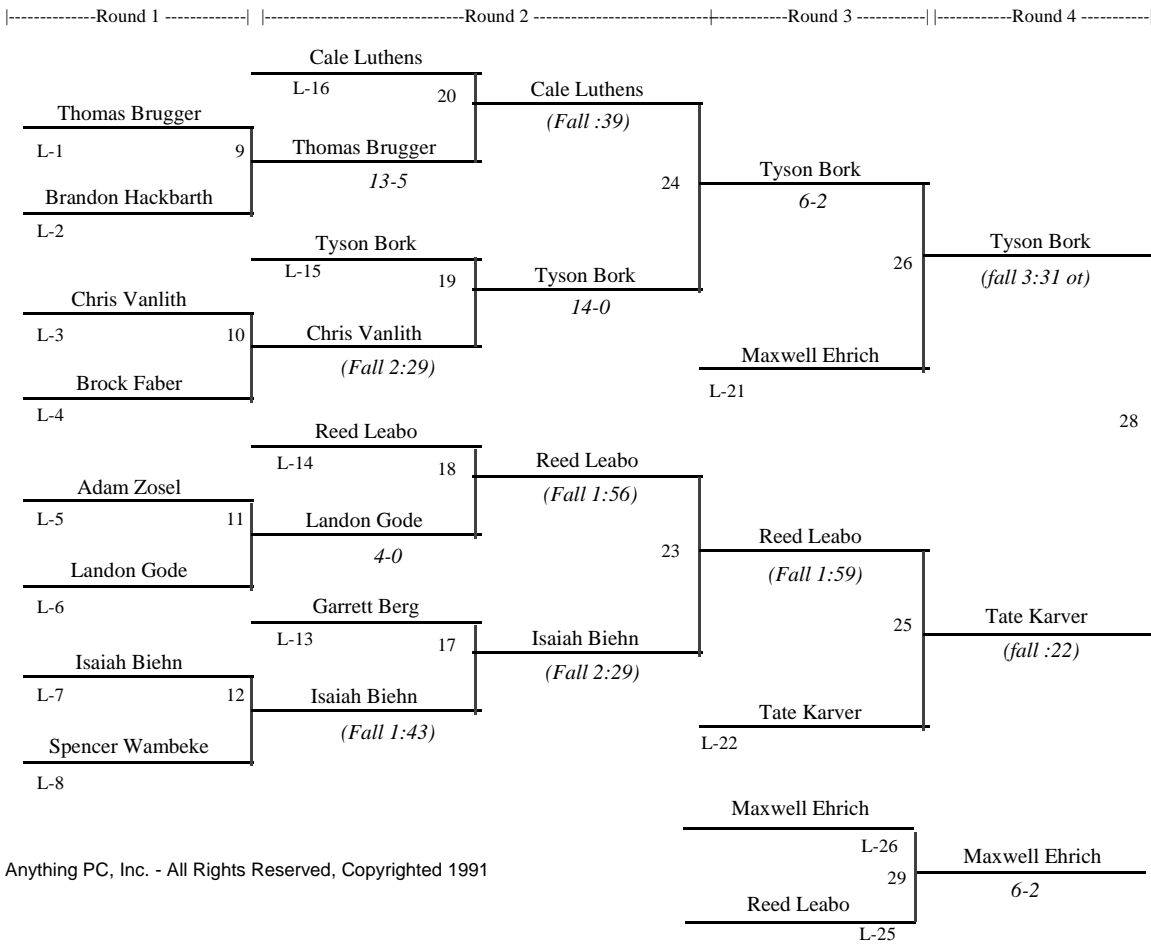 |-------------Round 1 --------------| |-----------------------------------Round 2 ------------------------------+-------------Round 3 -------------| |-------------Round 4 ------------|
Cale Luthens
L-16
20
Cale Luthens
(Fall :39)
Thomas Brugger
L-1
9
Thomas Brugger
13-5
Brandon Hackbarth
L-2
24
Tyson Bork
6-2
Tyson Bork
L-15
19
Tyson Bork
14-0
26
Tyson Bork
(fall 3:31 ot)
Chris Vanlith
L-3
10
Chris Vanlith
(Fall 2:29)
Brock Faber
L-4
Maxwell Ehrich
L-21
28
Reed Leabo
L-14
18
Reed Leabo
(Fall 1:56)
Adam Zosel
L-5
11
Landon Gode
4-0
Landon Gode
L-6
23
Reed Leabo
(Fall 1:59)
Garrett Berg
L-13
17
Isaiah Biehn
(Fall 2:29)
25
Tate Karver
(fall :22)
Isaiah Biehn
L-7
12
Isaiah Biehn
(Fall 1:43)
Spencer Wambeke
L-8
Tate Karver
L-22
Maxwell Ehrich
L-26
29
Maxwell Ehrich
6-2
Reed Leabo
L-25
Anything PC, Inc. - All Rights Reserved, Copyrighted 1991